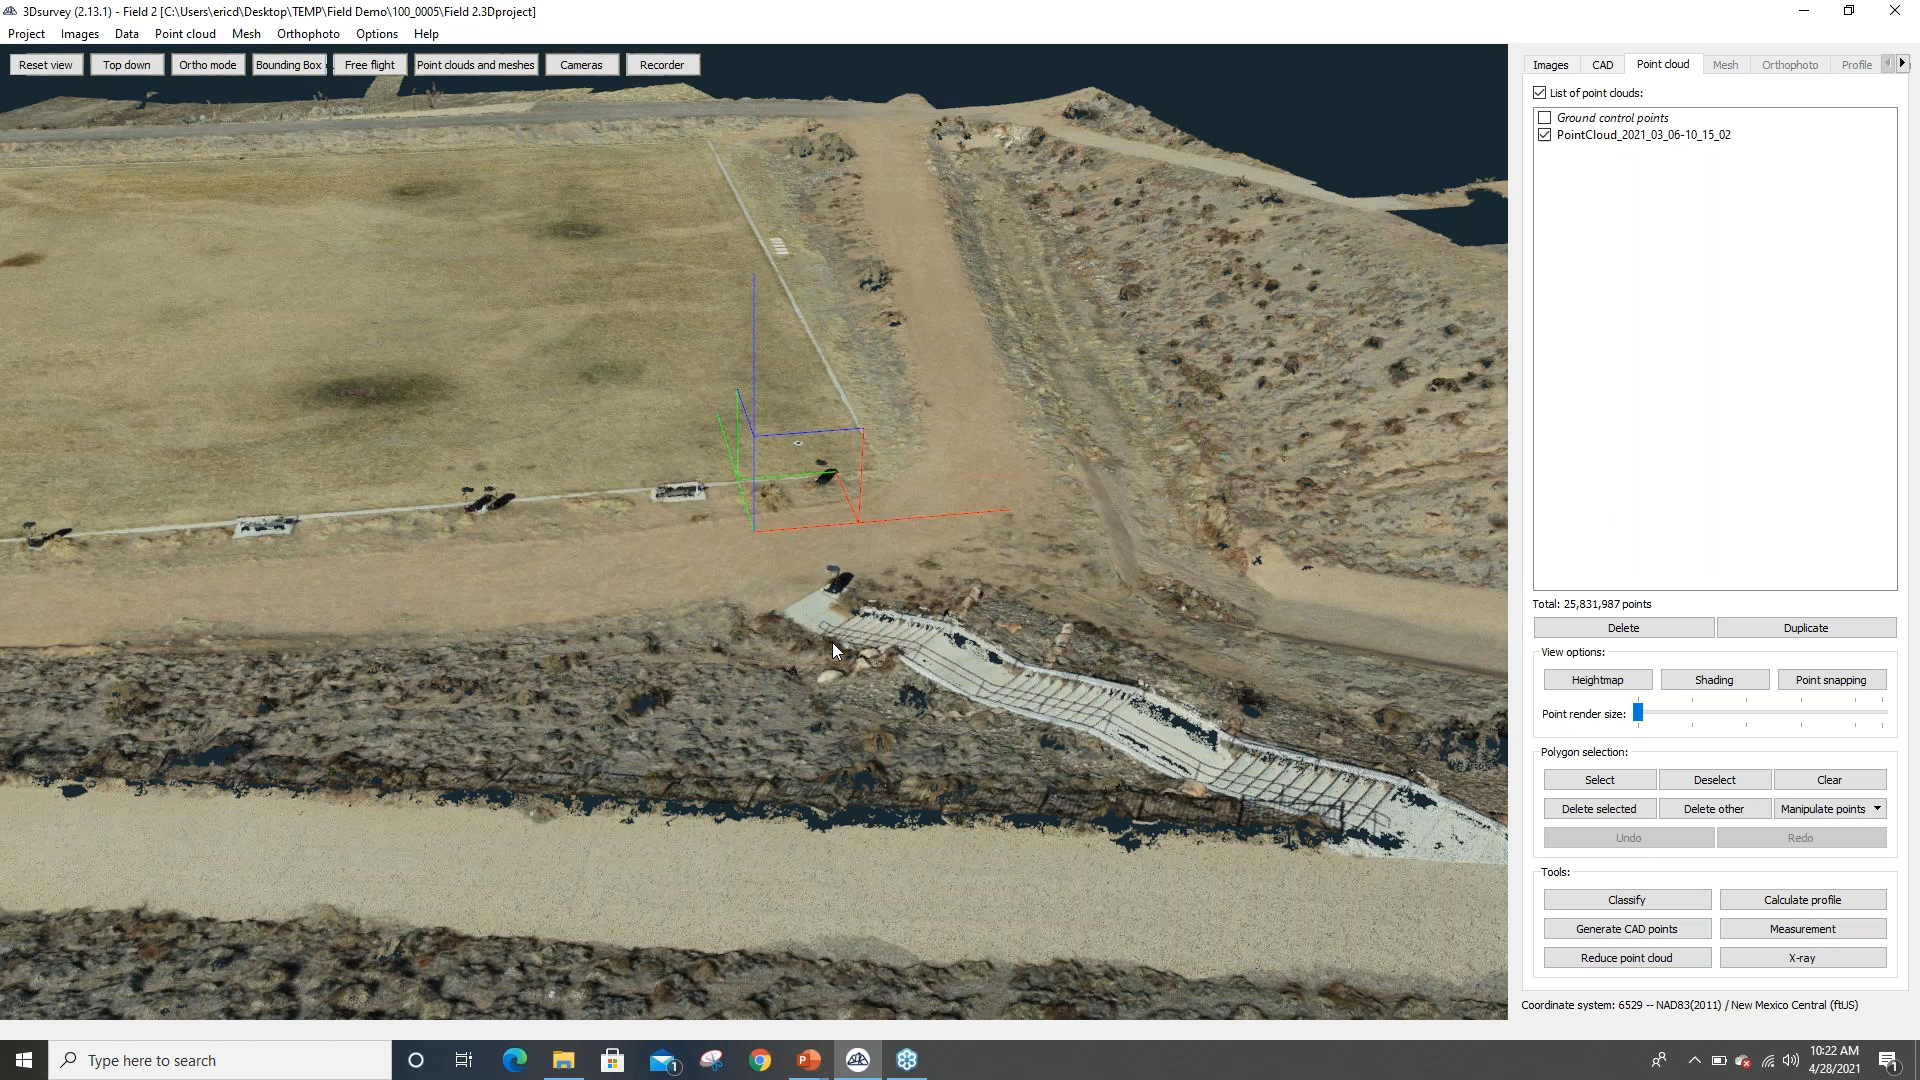 3Dsurvey (2.13.1) - Field 2 [C:\Users\ericd\Desktop\TEMP\Field Demo\100_0005\Field 2.3Dproject]
Project Images Data Point cloud Mesh Orthophoto Options Help
Reset view Top down Ortho mode Bounding Box Free flight Point clouds and meshes Cameras Recorder
Images CAD Point cloud Mesh Orthophoto Profile
List of point clouds:
Ground control points
PointCloud_2021_03_06-10_15_02
Total: 25,831,987 points
Delete Duplicate
View options:
Heightmap Shading Point snapping
Point render size:
Polygon selection:
Select Deselect Clear
Delete selected Delete other Manipulate points
Undo Redo
Tools:
Classify Calculate profile
Generate CAD points Measurement
Reduce point cloud X-ray
Coordinate system: 6529 -- NAD83(2011) / New Mexico Central (ftUS)
Type here to search
1
10:22 AM
4/28/2021
1